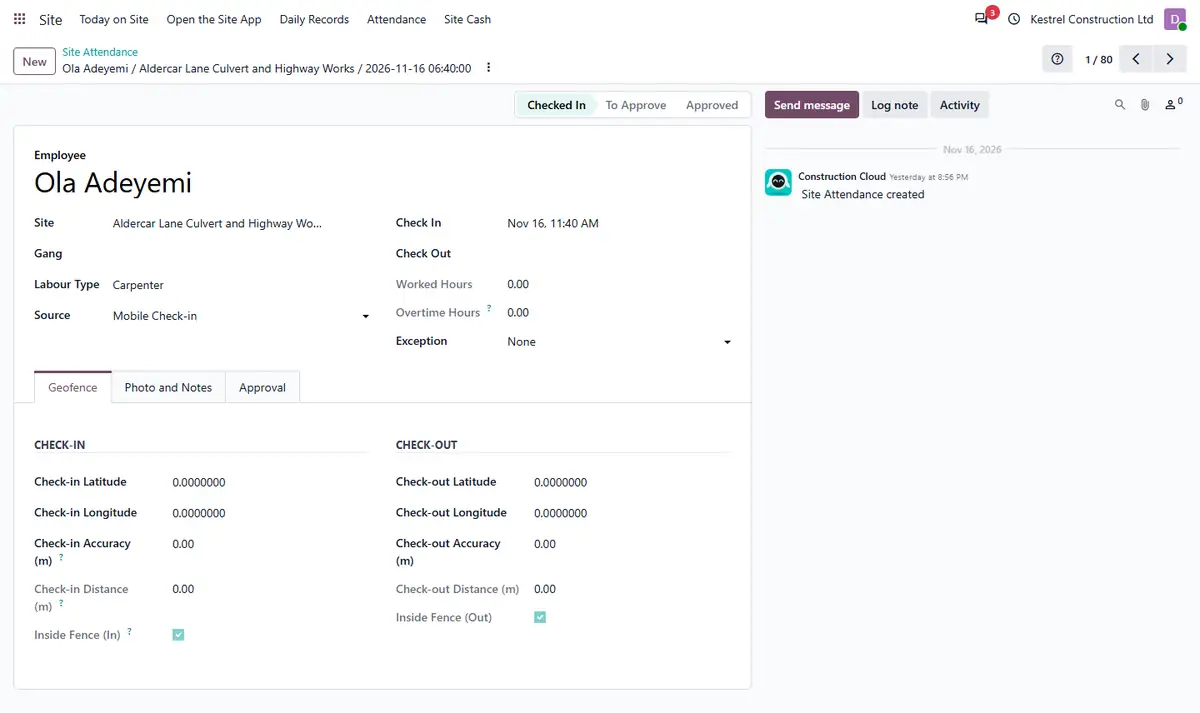 Site Today on Site Open the Site App Daily Records Attendance Site Cash 3 Kestrel Construction Ltd D
New Site Attendance
Ola Adeyemi / Aldercar Lane Culvert and Highway Works / 2026-11-16 06:40:00
1 / 80
Checked In To Approve Approved
Send message Log note Activity 0
Employee
Ola Adeyemi
Site Aldercar Lane Culvert and Highway Wo...
Gang
Labour Type Carpenter
Source Mobile Check-in
Check In Nov 16, 11:40 AM
Check Out
Worked Hours 0.00
Overtime Hours ? 0.00
Exception None
Geofence Photo and Notes Approval
CHECK-IN
Check-in Latitude 0.0000000
Check-in Longitude 0.0000000
Check-in Accuracy 0.00
(m) ?
Check-in Distance 0.00
(m) ?
Inside Fence (In) ?
CHECK-OUT
Check-out Latitude 0.0000000
Check-out Longitude 0.0000000
Check-out Accuracy 0.00
(m)
Check-out Distance (m) 0.00
Inside Fence (Out)
Nov 16, 2026
Construction Cloud Yesterday at 8:56 PM
Site Attendance created